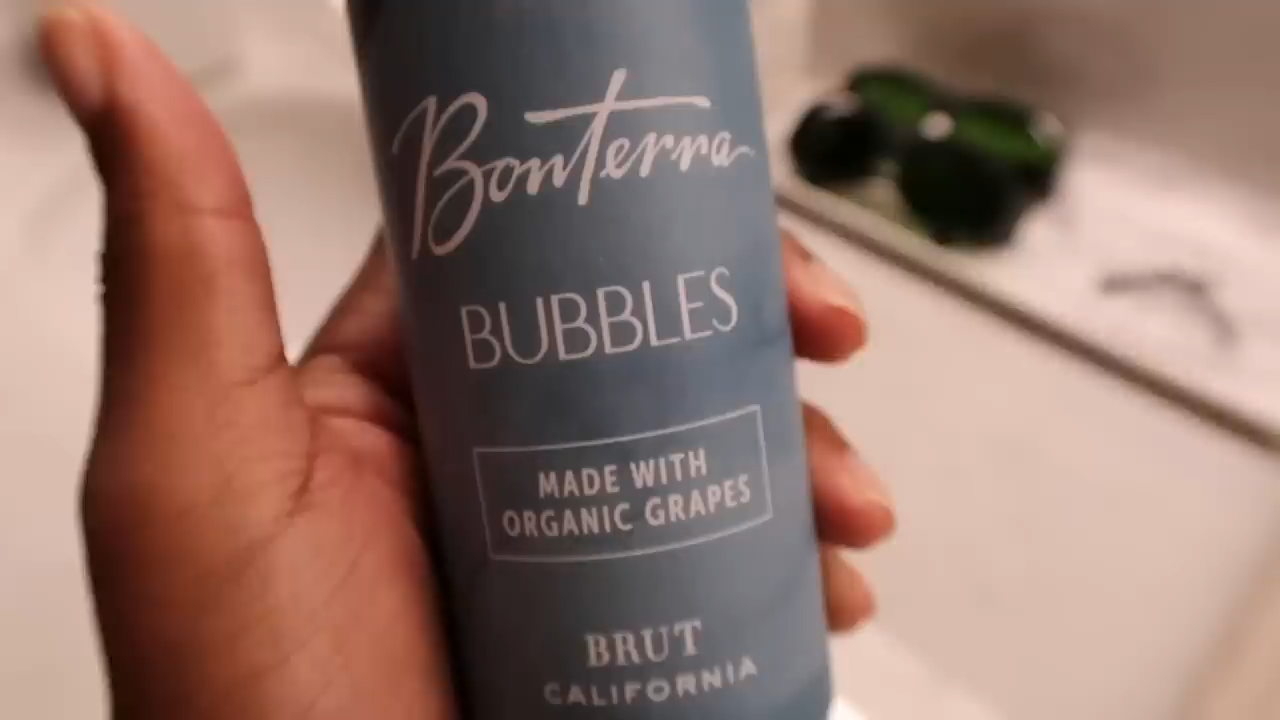 Bonterra
BUBBLES
MADE WITH
ORGANIC GRAPES
BRUT
CALIFORNIA